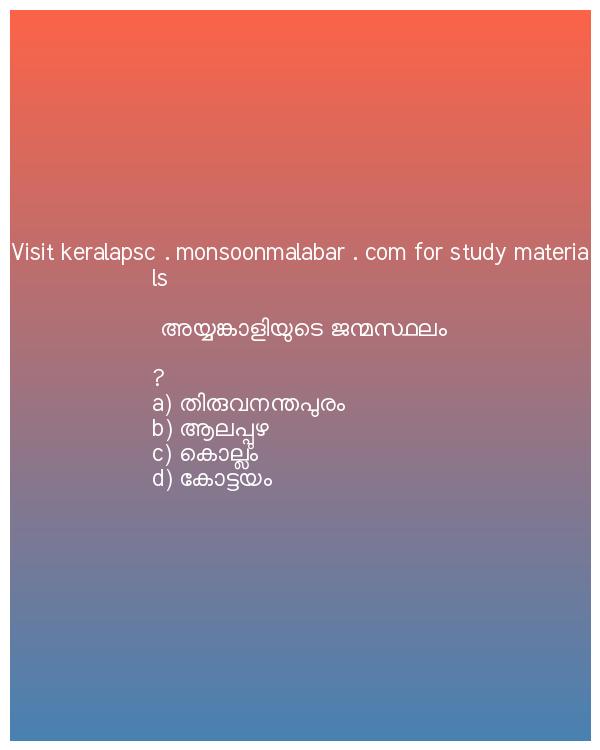 Visit keralapsc . monsoonmalabar . com for study materia
ls
അയ്യങ്കാളിയുടെ ജന്മസ്ഥലം
?
a) തിരുവനന്തപുരം
b) ആലപ്പുഴ
c) കൊല്ലം
d) കോട്ടയം